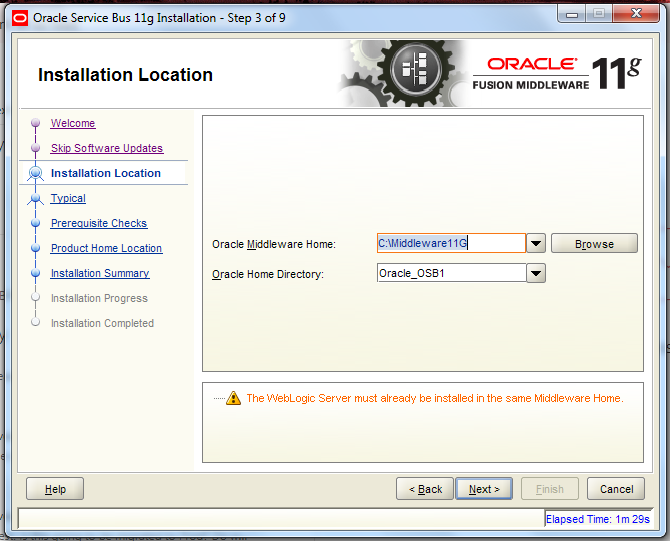 Oracle Service Bus 11g Installation - Step 3 of 9
Installation Location
ORACLE
FUSION MIDDLEWARE
11g
Welcome
Skip Software Updates
Installation Location
Typical
Prerequisite Checks
Product Home Location
Installation Summary
Installation Progress
Installation Completed
Oracle Middleware Home:
C:\Middleware11G
Browse
Oracle Home Directory:
Oracle_OSB1
The WebLogic Server must already be installed in the same Middleware Home.
Help
< Back
Next >
Finish
Cancel
Elapsed Time: 1m 29s